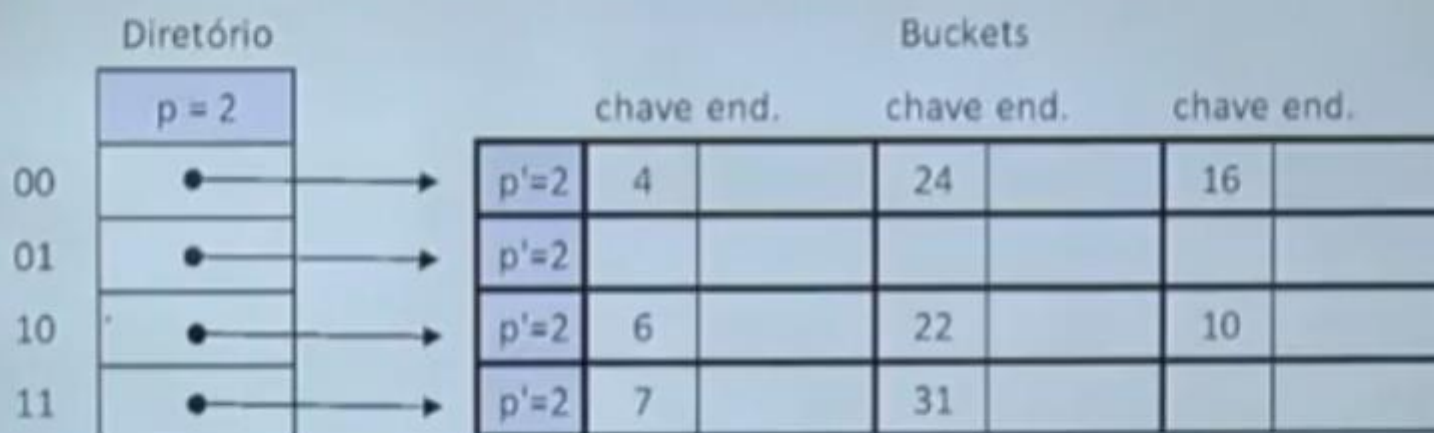 Diretório Buckets
p = 2 chave end. chave end. chave end.
00 p'=2 4 24 16
01 p'=2
10 p'=2 6 22 10
11 p'=2 7 31